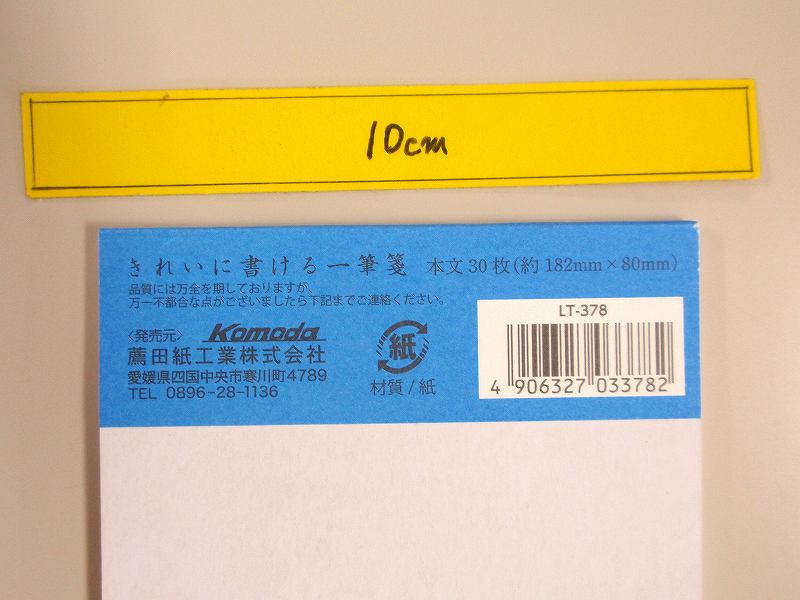 10cm
きれいに書ける一筆箋 本文30枚(約182mm×80mm)
品質には万全を期しておりますが、
万一不都合な点がございましたら下記までご連絡ください。
〈発売元〉 Komoda
薦田紙工業株式会社
愛媛県四国中央市寒川町4789
TEL 0896-28-1136
紙
材質/紙
LT-378
4 906327 033782